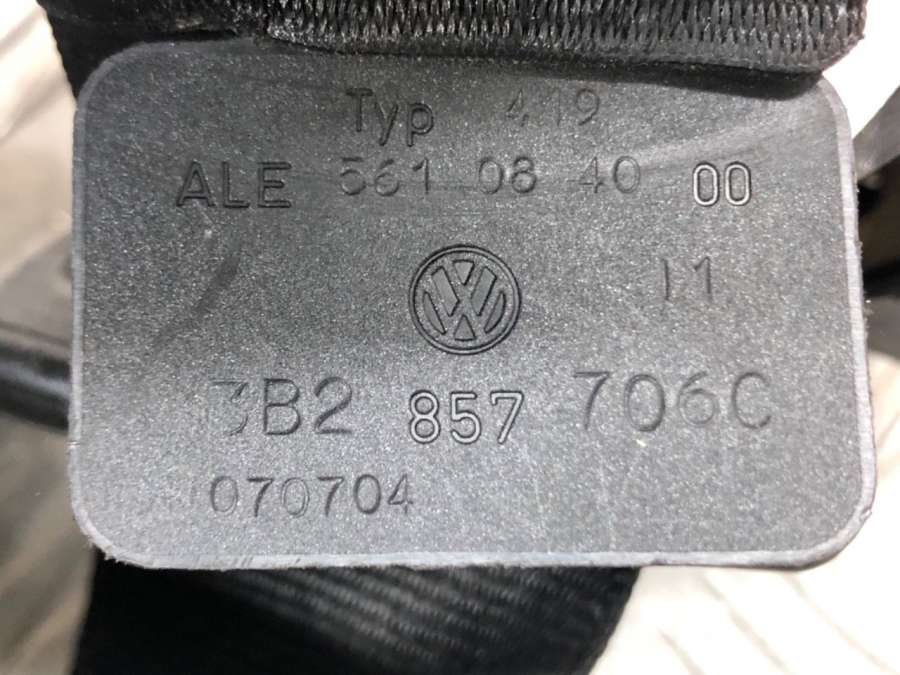 Typ 419
ALE 561 08 40 00
11
3B2 857 706C
070704